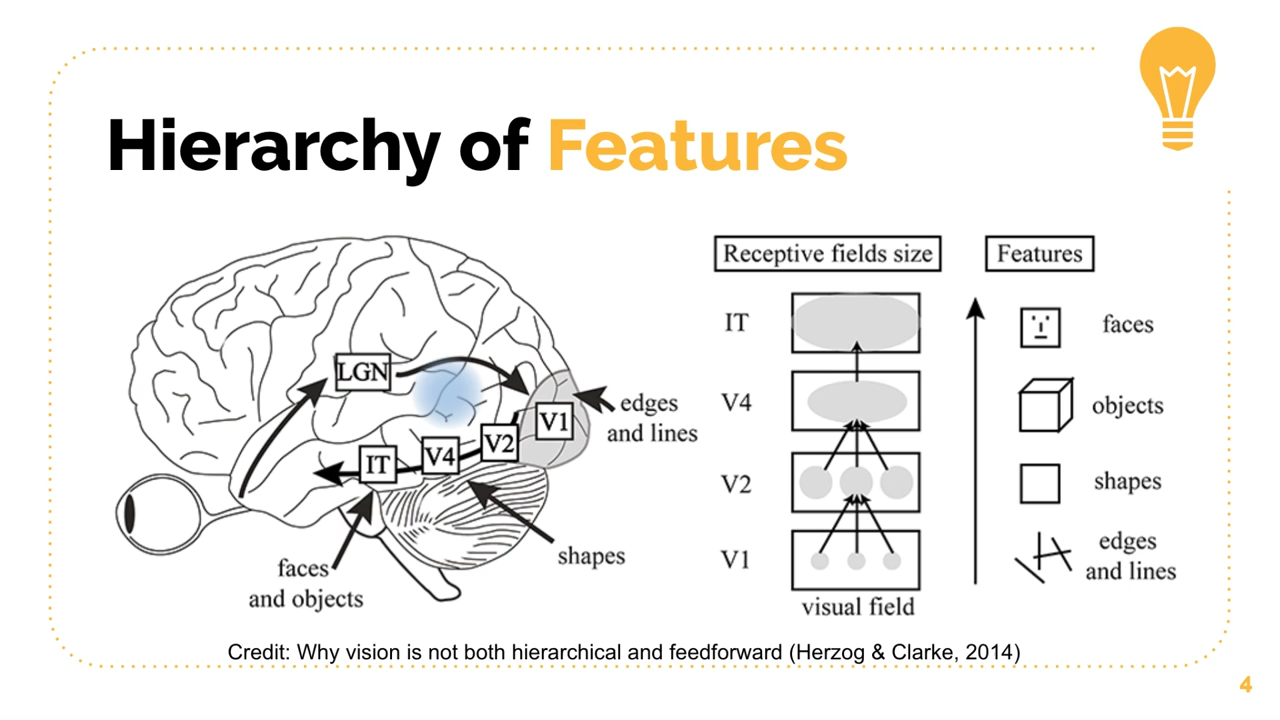 Hierarchy of Features
LGN
V1
V2
V4
IT
edges
and lines
shapes
faces
and objects
Receptive fields size
IT
V4
V2
V1
visual field
Features
faces
objects
shapes
edges
and lines
Credit: Why vision is not both hierarchical and feedforward (Herzog & Clarke, 2014)
4